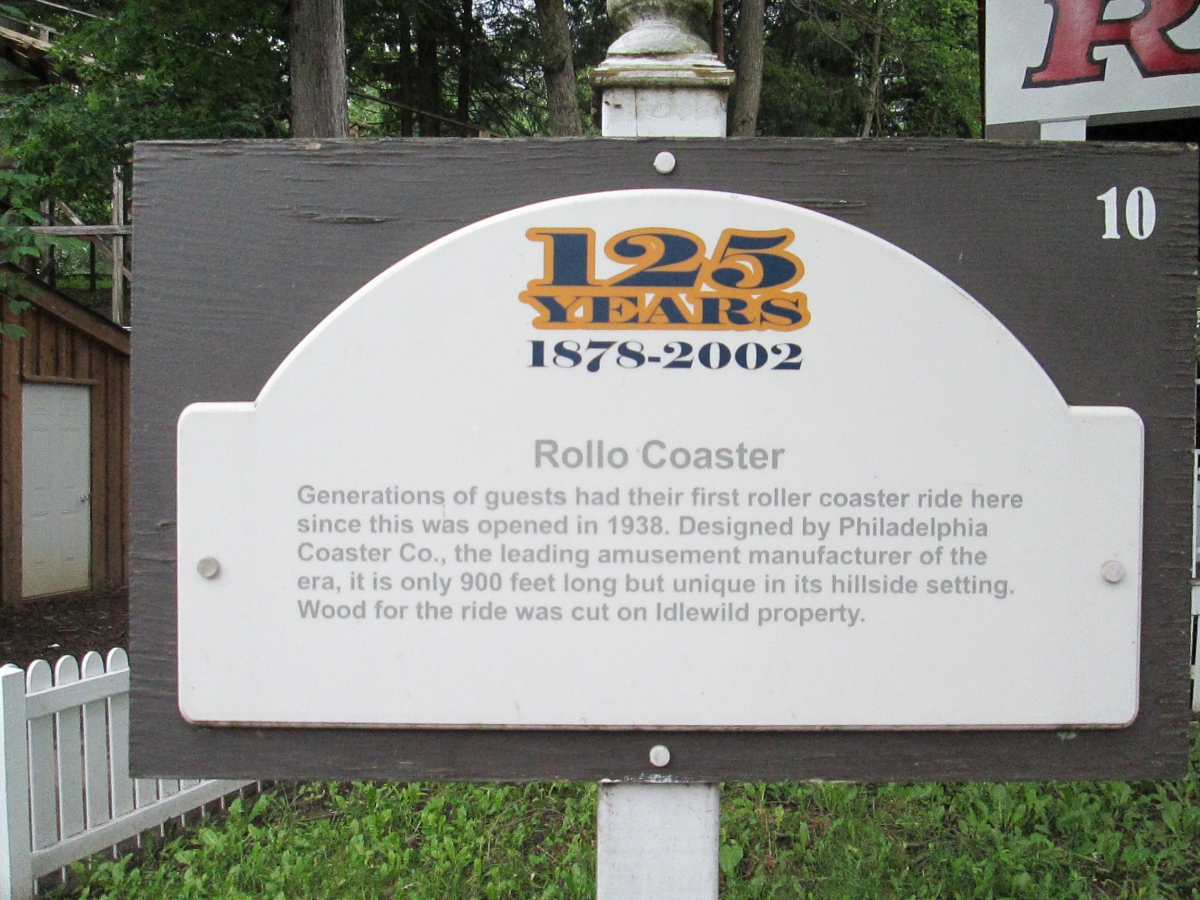 R
10
125
YEARS
1878-2002
Rollo Coaster
Generations of guests had their first roller coaster ride here
since this was opened in 1938. Designed by Philadelphia
Coaster Co., the leading amusement manufacturer of the
era, it is only 900 feet long but unique in its hillside setting.
Wood for the ride was cut on Idlewild property.